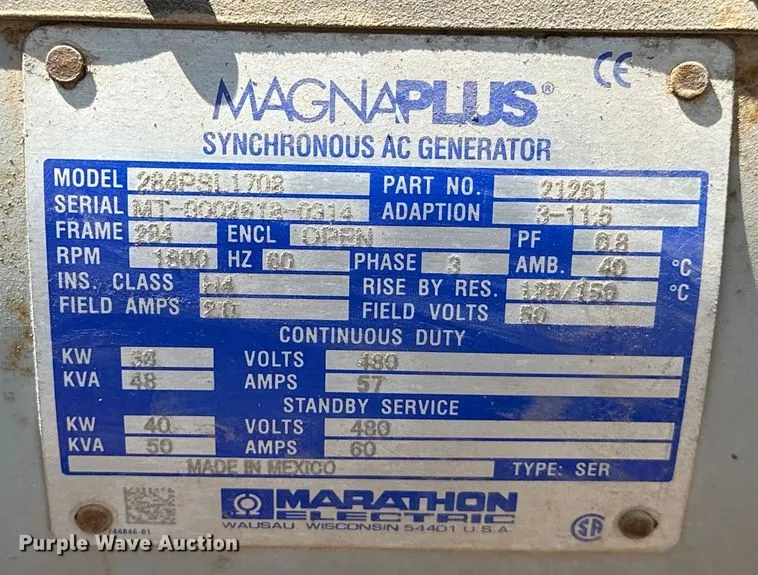 CE
MAGNAPLUS®
SYNCHRONOUS AC GENERATOR
MODEL 284PSL1708 PART NO. 21261
SERIAL MT-0002618-0314 ADAPTION 3-11.5
FRAME 284 ENCL OPEN PF 0.8
RPM 1800 HZ 60 PHASE 3 AMB. 40 °C
INS. CLASS H4 RISE BY RES. 125/150 °C
FIELD AMPS 2.0 FIELD VOLTS 50
CONTINUOUS DUTY
KW 38 VOLTS 480
KVA 48 AMPS 57
STANDBY SERVICE
KW 40 VOLTS 480
KVA 50 AMPS 60
MADE IN MEXICO TYPE: SER
MARATHON
ELECTRIC
WAUSAU, WISCONSIN 54401 U.S.A.
SA
Purple Wave Auction